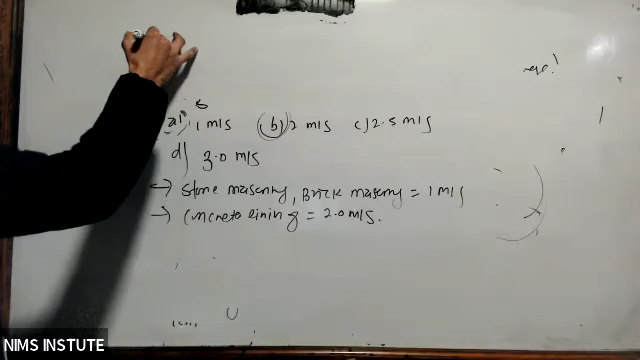 a) 1 m/s (b) 2 m/s c) 2.5 m/s
d) 3.0 m/s
→ Stone masonry, Brick masonry = 1 m/s
→ Concrete lining = 2.0 m/s.
NIMS INSTUTE